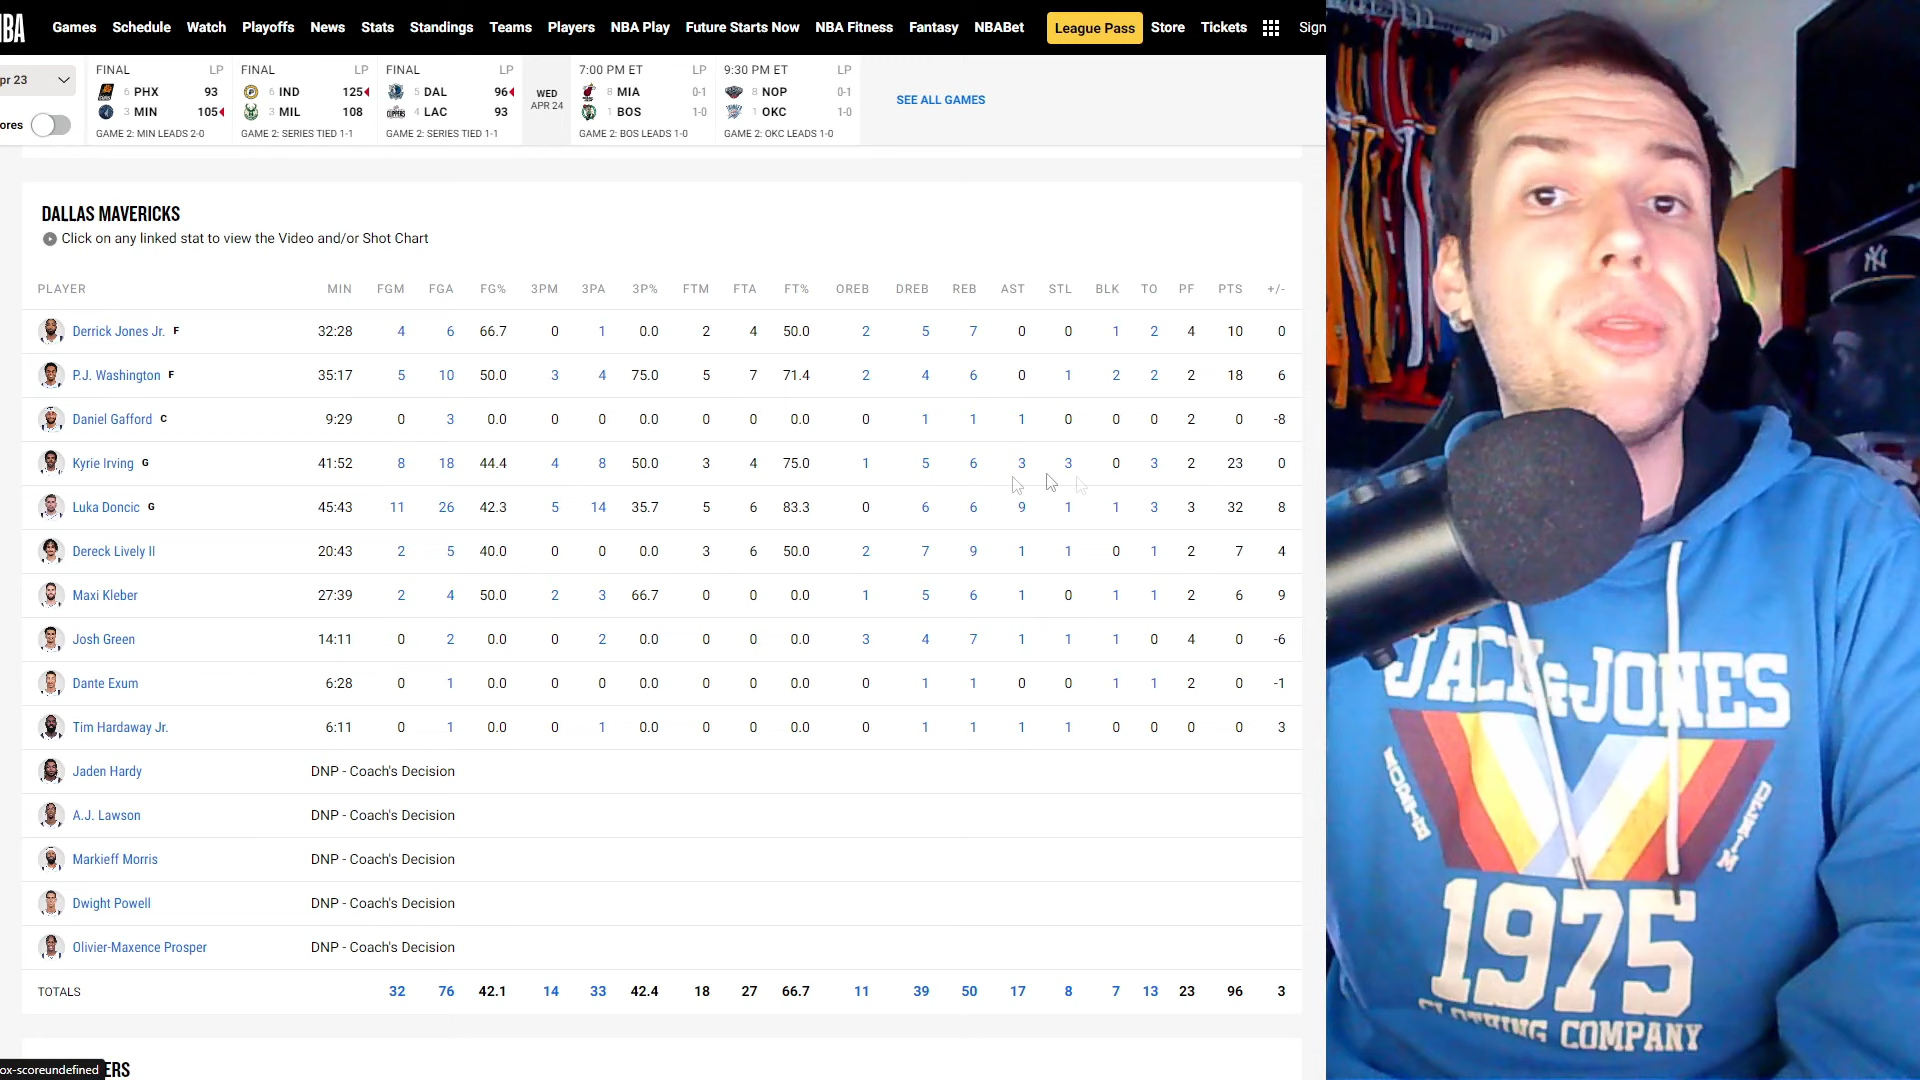 NBA Games Schedule Watch Playoffs News Stats Standings Teams Players NBA Play Future Starts Now NBA Fitness Fantasy NBABet League Pass Store Tickets Sign
pr 23
ores
FINAL LP
6 PHX 93
3 MIN 105
GAME 2: MIN LEADS 2-0
FINAL LP
6 IND 125
3 MIL 108
GAME 2: SERIES TIED 1-1
FINAL LP
5 DAL 96
4 LAC 93
GAME 2: SERIES TIED 1-1
WED
APR 24
7:00 PM ET LP
8 MIA 0-1
1 BOS 1-0
GAME 2: BOS LEADS 1-0
9:30 PM ET LP
8 NOP 0-1
1 OKC 1-0
GAME 2: OKC LEADS 1-0
SEE ALL GAMES
DALLAS MAVERICKS
Click on any linked stat to view the Video and/or Shot Chart
PLAYER MIN FGM FGA FG% 3PM 3PA 3P% FTM FTA FT% OREB DREB REB AST STL BLK TO PF PTS +/-
Derrick Jones Jr. F 32:28 4 6 66.7 0 1 0.0 2 4 50.0 2 5 7 0 0 1 2 4 10 0
P.J. Washington F 35:17 5 10 50.0 3 4 75.0 5 7 71.4 2 4 6 0 1 2 2 2 18 6
Daniel Gafford C 9:29 0 3 0.0 0 0 0.0 0 0 0.0 0 1 1 1 0 0 0 2 0 -8
Kyrie Irving G 41:52 8 18 44.4 4 8 50.0 3 4 75.0 1 5 6 3 3 0 3 2 23 0
Luka Doncic G 45:43 11 26 42.3 5 14 35.7 5 6 83.3 0 6 6 9 1 1 3 3 32 8
Dereck Lively II 20:43 2 5 40.0 0 0 0.0 3 6 50.0 2 7 9 1 1 0 1 2 7 4
Maxi Kleber 27:39 2 4 50.0 2 3 66.7 0 0 0.0 1 5 6 1 0 1 1 2 6 9
Josh Green 14:11 0 2 0.0 0 2 0.0 0 0 0.0 3 4 7 1 1 1 0 4 0 -6
Dante Exum 6:28 0 1 0.0 0 0 0.0 0 0 0.0 0 1 1 0 0 1 1 2 0 -1
Tim Hardaway Jr. 6:11 0 1 0.0 0 1 0.0 0 0 0.0 0 1 1 1 1 0 0 0 0 3
Jaden Hardy DNP - Coach's Decision
A.J. Lawson DNP - Coach's Decision
Markieff Morris DNP - Coach's Decision
Dwight Powell DNP - Coach's Decision
Olivier-Maxence Prosper DNP - Coach's Decision
TOTALS 32 76 42.1 14 33 42.4 18 27 66.7 11 39 50 17 8 7 13 23 96 3
ox-scoreundefined
ERS
JACK & JONES
NORTH
DENIM
1975
CLOTHING COMPANY